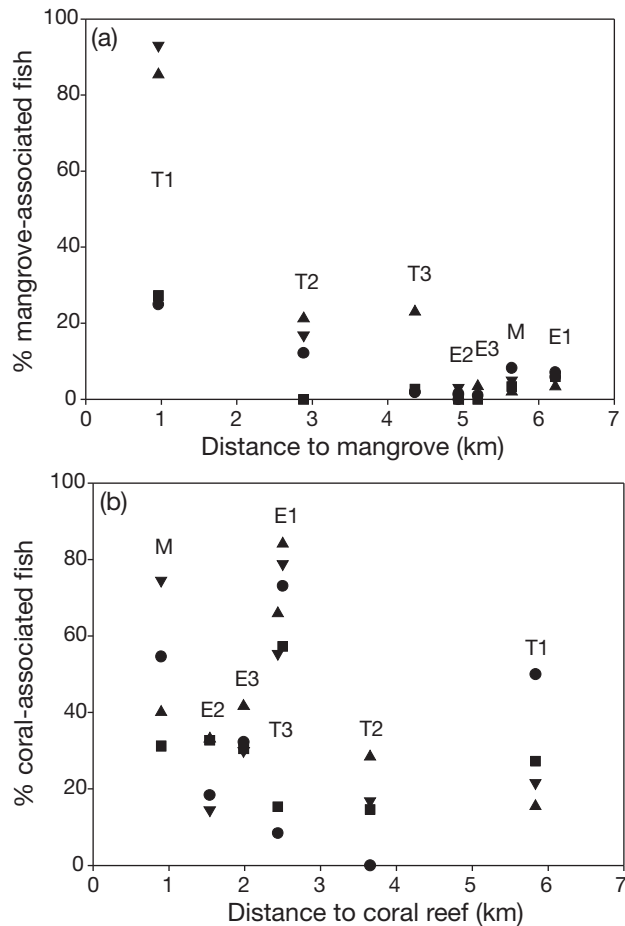 100
(a)
80
% mangrove-associated fish
60
T1
40
T2
T3
20
E2
E3
M
E1
0
0 1 2 3 4 5 6 7
Distance to mangrove (km)
100
(b)
80
% coral-associated fish
M
E1
60
T1
E3
40
E2
T3
T2
20
0
0 1 2 3 4 5 6 7
Distance to coral reef (km)